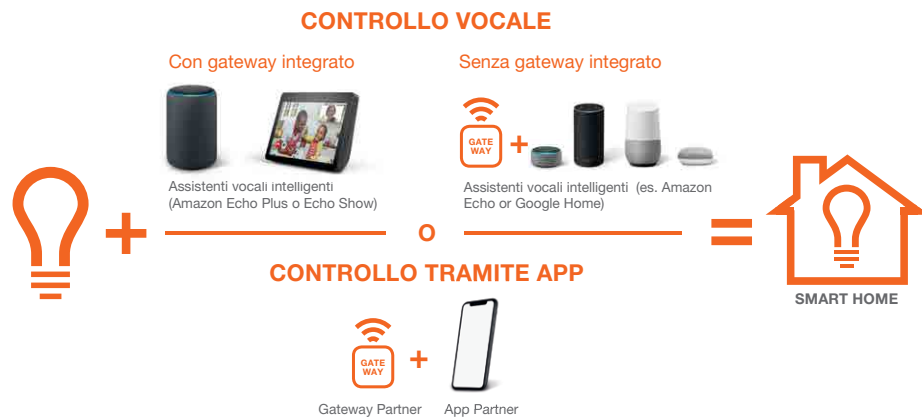 CONTROLLO VOCALE
Con gateway integrato
Senza gateway integrato
GATE
WAY
+
Assistenti vocali intelligenti
(Amazon Echo Plus o Echo Show)
Assistenti vocali intelligenti (es. Amazon
Echo or Google Home)
+
O
=
CONTROLLO TRAMITE APP
SMART HOME
GATE
WAY
+
Gateway Partner
App Partner